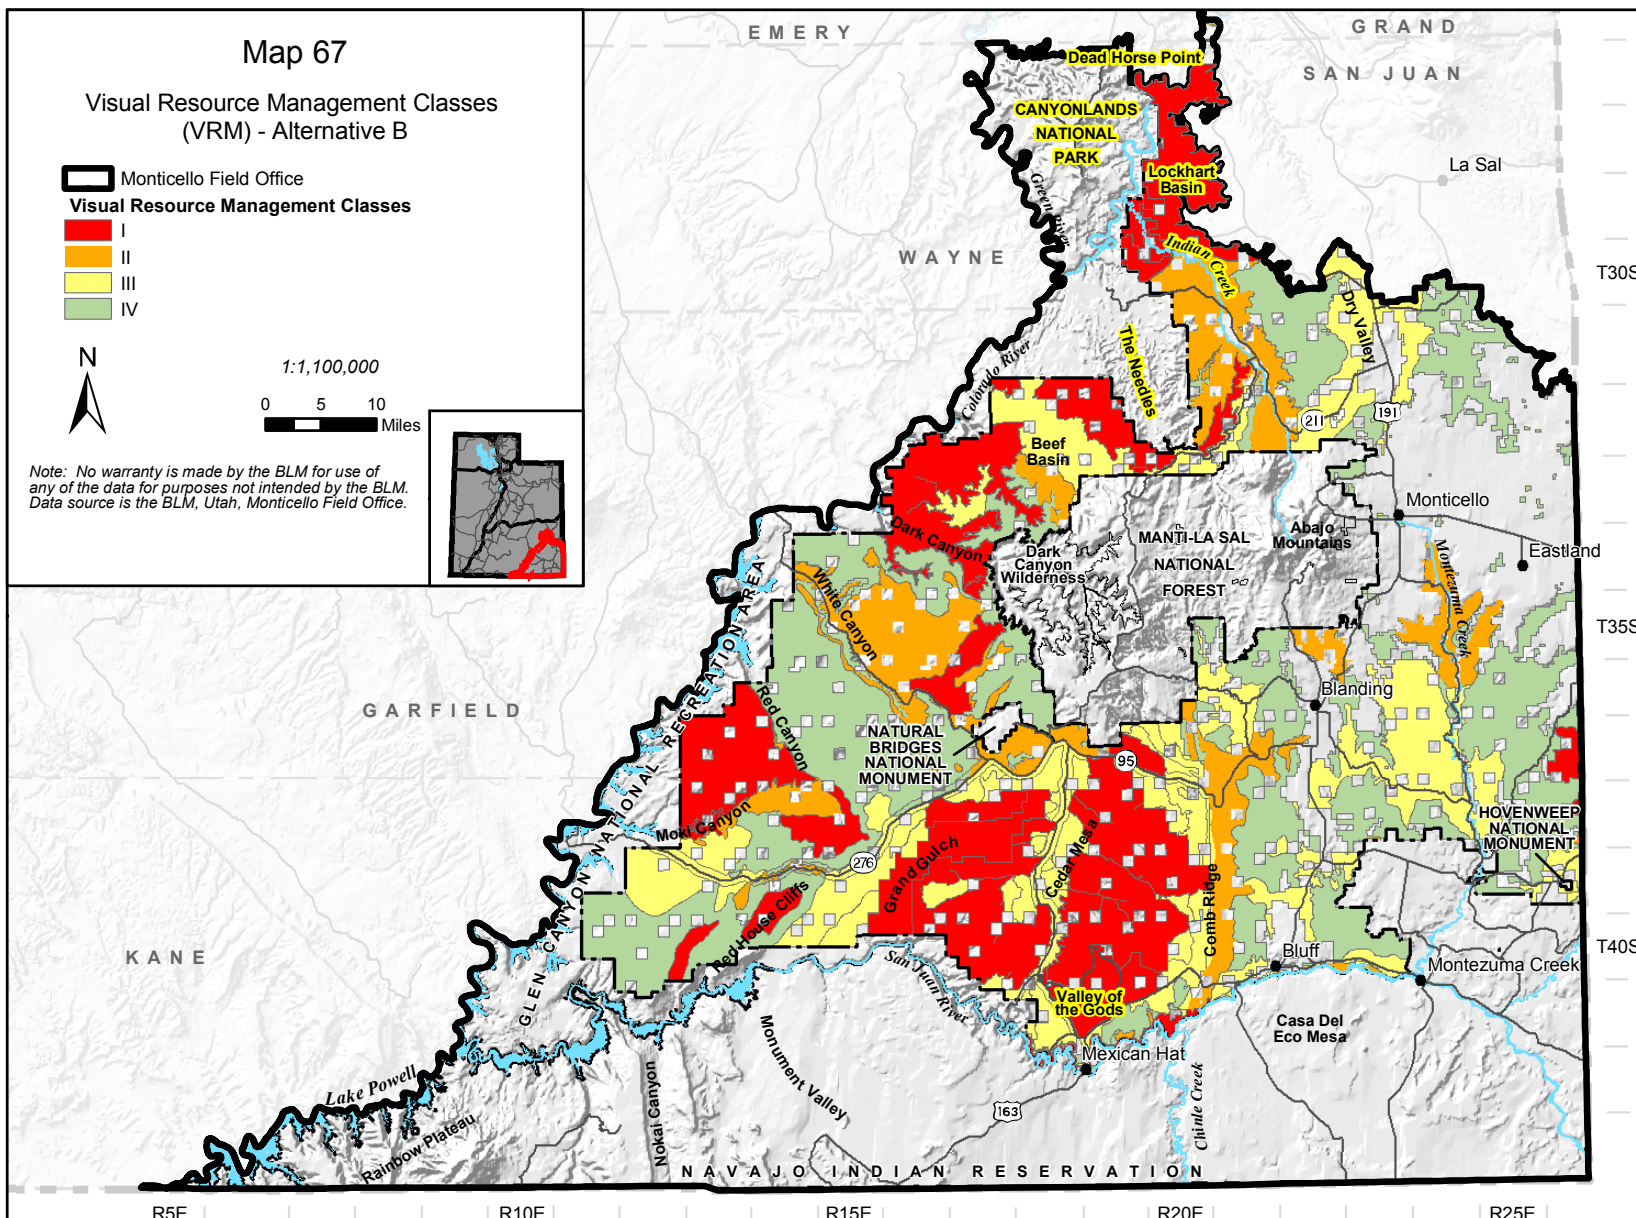 Map 67
Visual Resource Management Classes
(VRM) - Alternative B
Monticello Field Office
Visual Resource Management Classes
I
II
III
IV
N
1:1,100,000
0 5 10
Miles
Note: No warranty is made by the BLM for use of
any of the data for purposes not intended by the BLM.
Data source is the BLM, Utah, Monticello Field Office.
EMERY
GRAND
SAN JUAN
Dead Horse Point
CANYONLANDS
NATIONAL
PARK
La Sal
Lockhart
Basin
Green River
WAYNE
Indian Creek
T30S
Dry Valley
The Needles
Colorado River
191
211
Beef
Basin
Monticello
Dark Canyon
MANTI-LA SAL
NATIONAL
FOREST
Abajo
Mountains
Eastland
Dark
Canyon
Wilderness
Montezuma Creek
White Canyon
T35S
Blanding
GARFIELD
Red Canyon
NATURAL
BRIDGES
NATIONAL
MONUMENT
95
GLEN CANYON NATIONAL RECREATION AREA
Moki Canyon
HOVENWEEP
NATIONAL
MONUMENT
276
Grand Gulch
Cedar Mesa
Comb Ridge
Red House Cliffs
KANE
T40S
Bluff
Montezuma Creek
San Juan River
Valley of
the Gods
Casa Del
Eco Mesa
Mexican Hat
Monument Valley
Lake Powell
Nokai Canyon
Chinle Creek
163
Rainbow Plateau
NAVAJO INDIAN RESERVATION
R5E
R10E
R15E
R20E
R25E